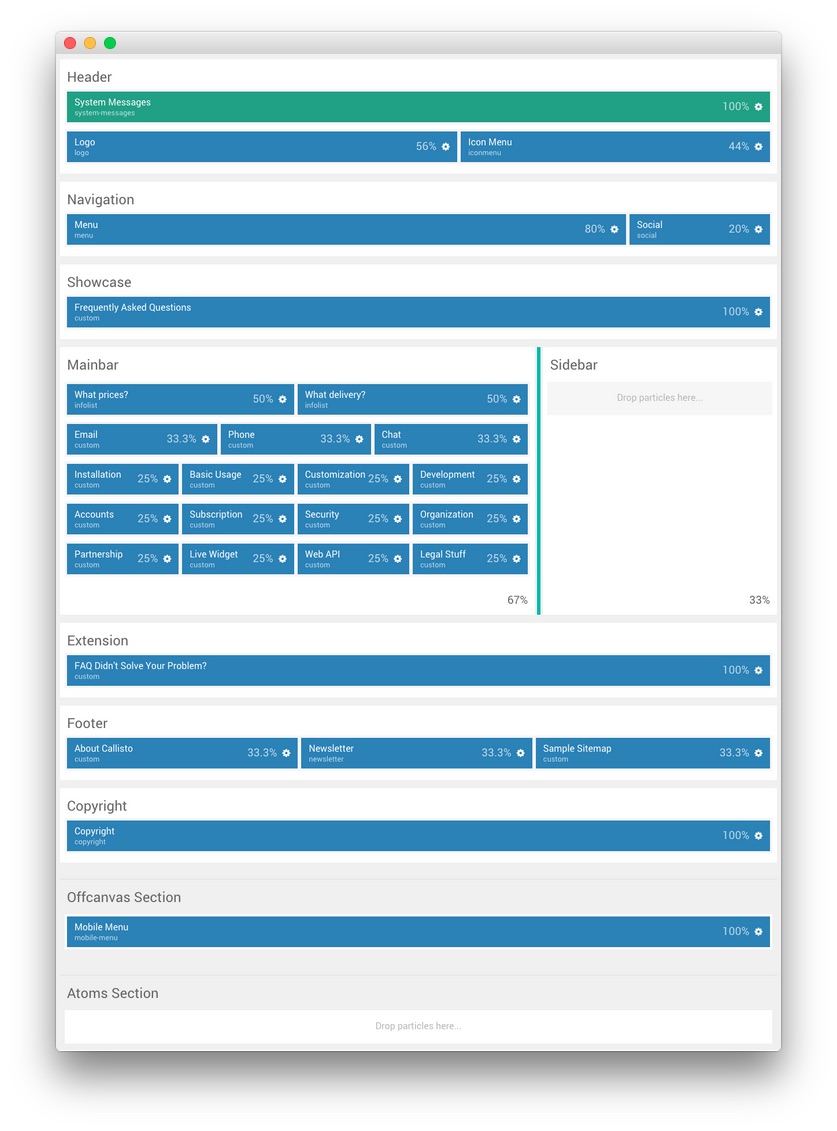 Header
System Messages 100%
system-messages
Logo 56% Icon Menu 44%
logo iconmenu
Navigation
Menu 80% Social 20%
menu social
Showcase
Frequently Asked Questions 100%
custom
Mainbar Sidebar
What prices? 50% What delivery? 50%
infolist infolist
Drop particles here...
Email 33.3% Phone 33.3% Chat 33.3%
custom custom custom
Installation 25% Basic Usage 25% Customization 25% Development 25%
custom custom custom custom
Accounts 25% Subscription 25% Security 25% Organization 25%
custom custom custom custom
Partnership 25% Live Widget 25% Web API 25% Legal Stuff 25%
custom custom custom custom
67% 33%
Extension
FAQ Didn't Solve Your Problem? 100%
custom
Footer
About Callisto 33.3% Newsletter 33.3% Sample Sitemap 33.3%
custom newsletter custom
Copyright
Copyright 100%
copyright
Offcanvas Section
Mobile Menu 100%
mobile-menu
Atoms Section
Drop particles here...